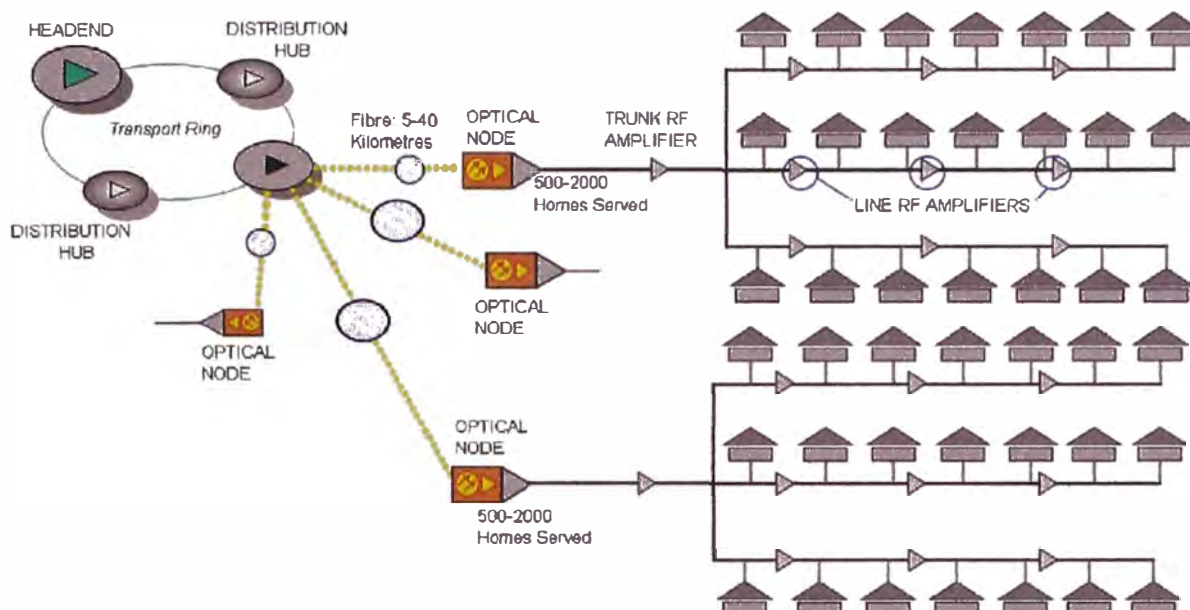 HEADEND
DISTRIBUTION
HUB
Transport Ring
DISTRIBUTION
HUB
Fibre: 5-40
Kilometres
OPTICAL
NODE
500-2000
Homes Served
TRUNK RF
AMPLIFIER
LINE RF AMPLIFIERS
OPTICAL
NODE
OPTICAL
NODE
OPTICAL
NODE
500-2000
Homes Served